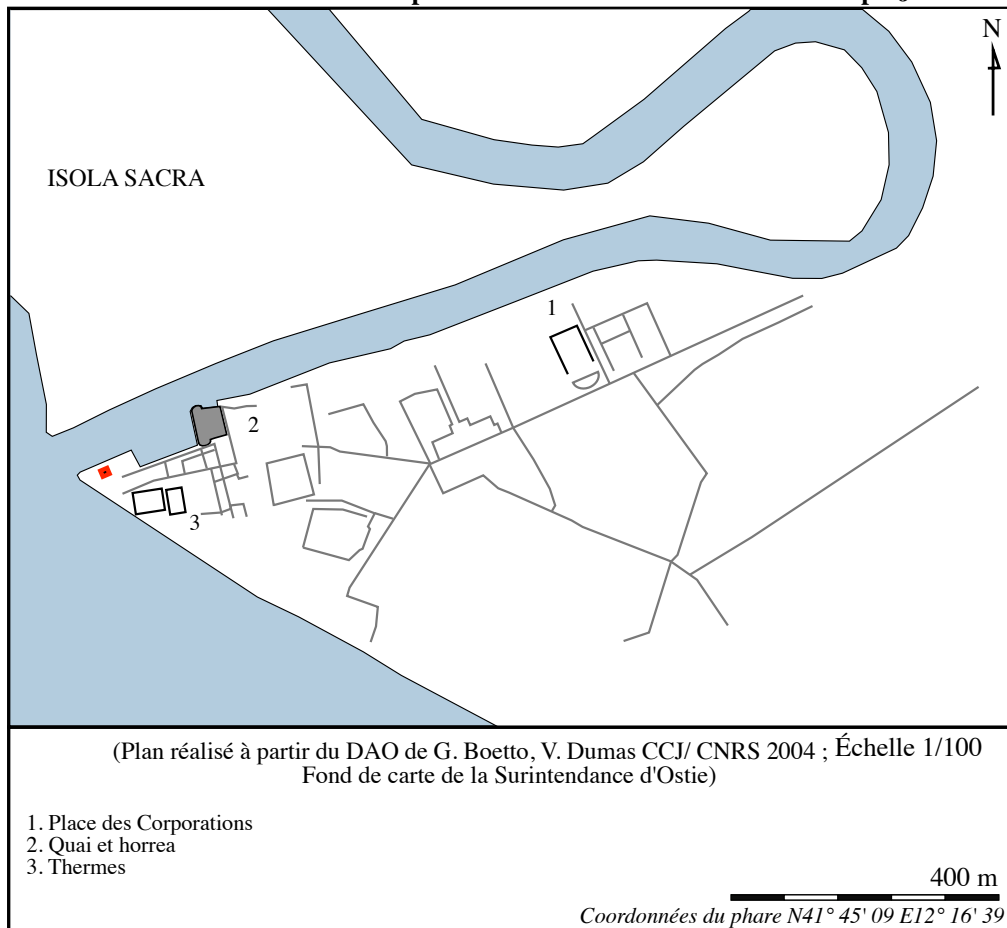 N
ISOLA SACRA
1
2
3
(Plan réalisé à partir du DAO de G. Boetto, V. Dumas CCJ/ CNRS 2004 ; Échelle 1/100
Fond de carte de la Surintendance d'Ostie)
1. Place des Corporations
2. Quai et horrea
3. Thermes
400 m
Coordonnées du phare N41° 45' 09 E12° 16' 39